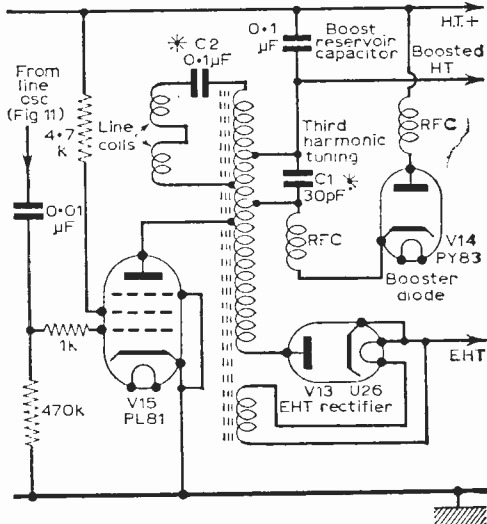 H.T.+
0·1
µF
Boost
reservoir
capacitor
Boosted
HT
* C2
0·1µF
From
line
osc
(Fig 11)
4·7
k
Line
coils
Third
harmonic
tuning
C1 *
30pF
RFC
RFC
0·01
µF
V14
PY83
Booster
diode
1k
470k
V15
PL81
V13 U26
EHT rectifier
EHT